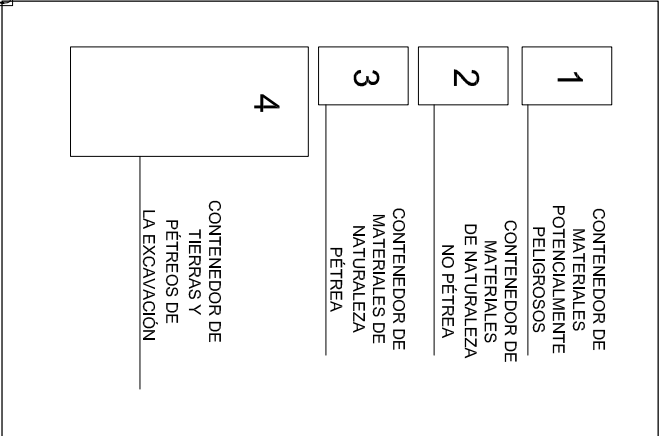 1
CONTENEDOR DE
MATERIALES
POTENCIALMENTE
PELIGROSOS
2
CONTENEDOR DE
MATERIALES
DE NATURALEZA
NO PÉTREA
3
CONTENEDOR DE
MATERIALES DE
NATURALEZA
PÉTREA
4
CONTENEDOR DE
TIERRAS Y
PÉTREOS DE
LA EXCAVACIÓN